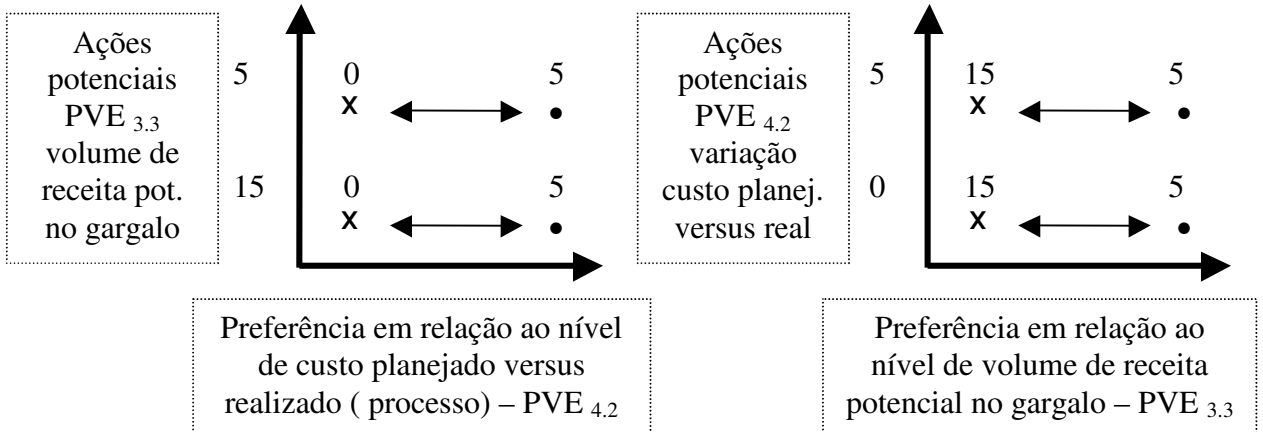 Ações
potenciais
PVE 3.3
volume de
receita pot.
no gargalo
5 0 5
x •
15 0 5
x •
Preferência em relação ao nível
de custo planejado versus
realizado ( processo) – PVE 4.2
Ações
potenciais
PVE 4.2
variação
custo planej.
versus real
5 15 5
x •
0 15 5
x •
Preferência em relação ao
nível de volume de receita
potencial no gargalo – PVE 3.3